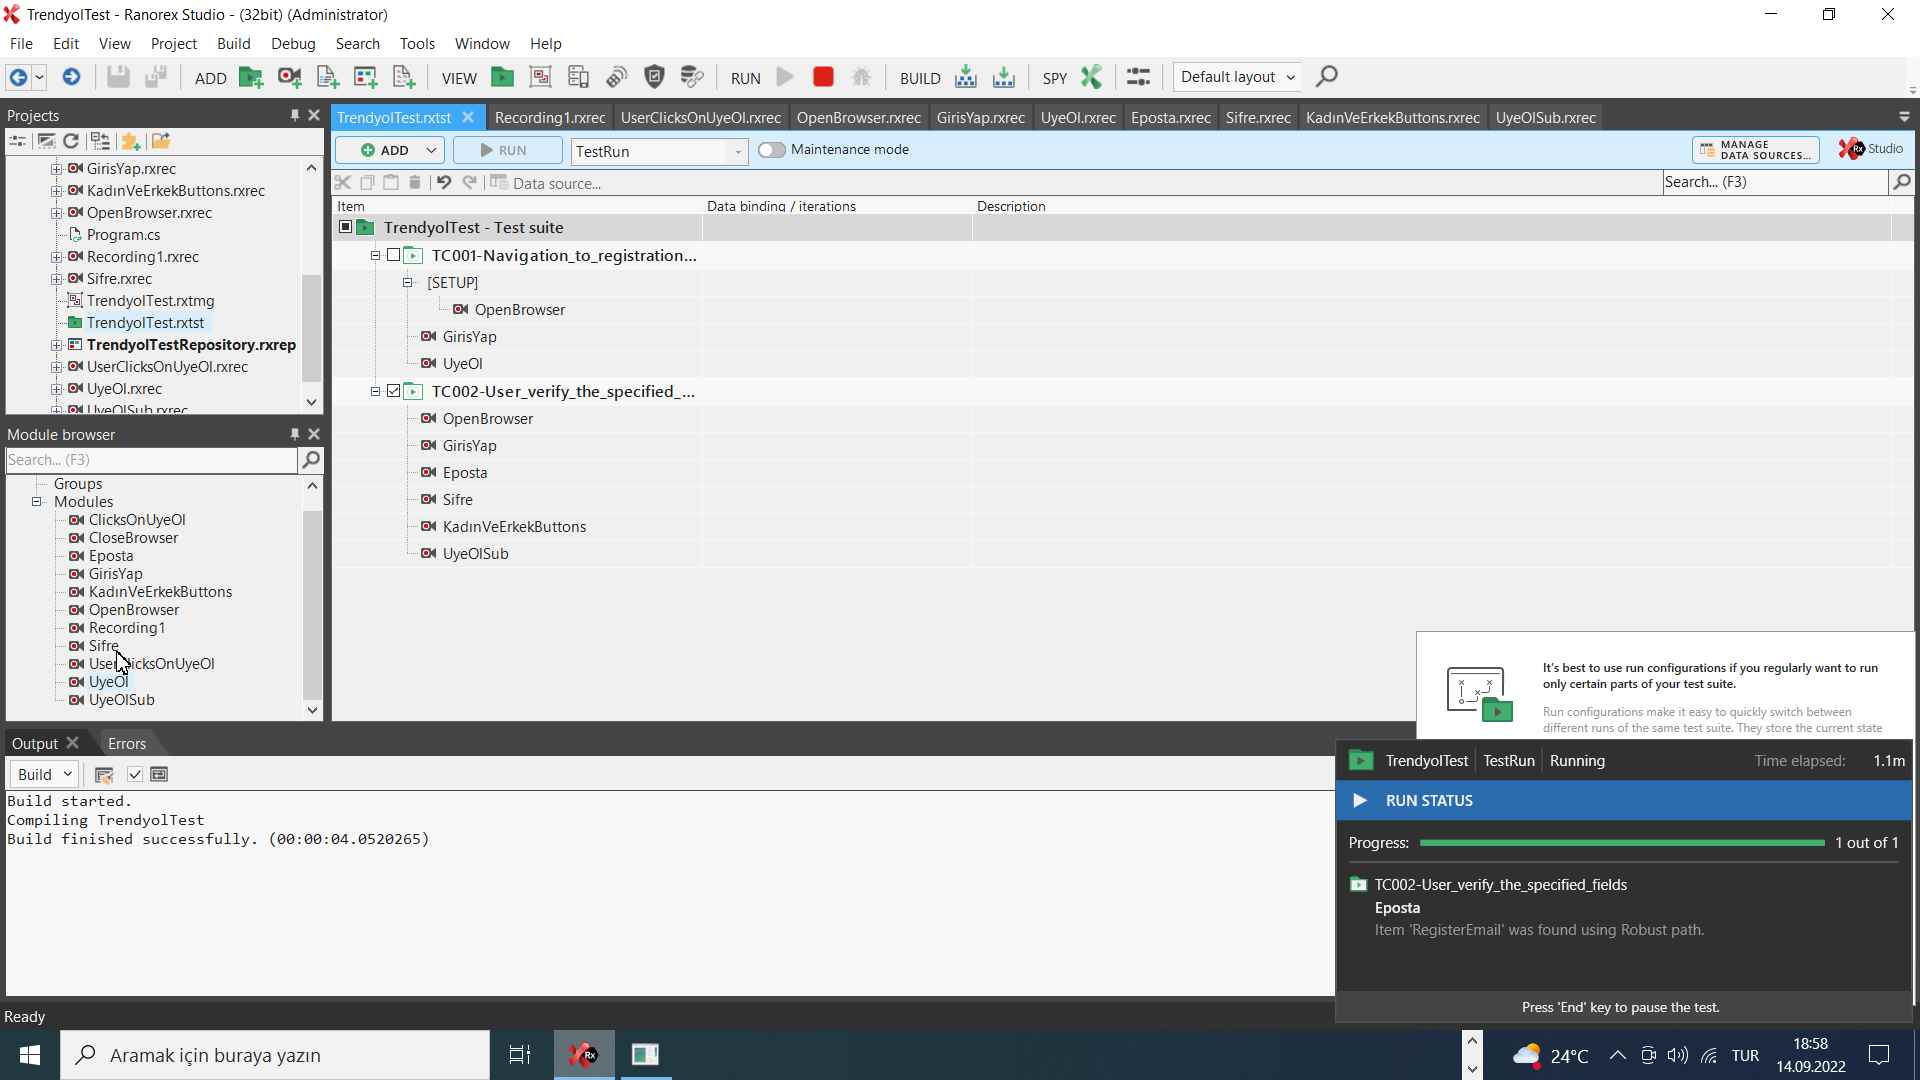 TrendyolTest - Ranorex Studio - (32bit) (Administrator)
File Edit View Project Build Debug Search Tools Window Help
ADD VIEW RUN BUILD SPY Default layout
Projects
GirisYap.rxrec
KadınVeErkekButtons.rxrec
OpenBrowser.rxrec
Program.cs
Recording1.rxrec
Sifre.rxrec
TrendyolTest.rxtmg
TrendyolTest.rxtst
TrendyolTestRepository.rxrep
UserClicksOnUyeOl.rxrec
UyeOl.rxrec
UyeOlSub.rxrec
Module browser
Search... (F3)
Groups
Modules
ClicksOnUyeOl
CloseBrowser
Eposta
GirisYap
KadınVeErkekButtons
OpenBrowser
Recording1
Sifre
UserClicksOnUyeOl
UyeOl
UyeOlSub
TrendyolTest.rxtst Recording1.rxrec UserClicksOnUyeOl.rxrec OpenBrowser.rxrec GirisYap.rxrec UyeOl.rxrec Eposta.rxrec Sifre.rxrec KadınVeErkekButtons.rxrec UyeOlSub.rxrec
ADD RUN TestRun Maintenance mode MANAGE DATA SOURCES... Rx Studio
Data source... Search... (F3)
Item Data binding / iterations Description
TrendyolTest - Test suite
TC001-Navigation_to_registration...
[SETUP]
OpenBrowser
GirisYap
UyeOl
TC002-User_verify_the_specified_...
OpenBrowser
GirisYap
Eposta
Sifre
KadınVeErkekButtons
UyeOlSub
It's best to use run configurations if you regularly want to run
only certain parts of your test suite.
Run configurations make it easy to quickly switch between
different runs of the same test suite. They store the current state
Output Errors
Build
Build started.
Compiling TrendyolTest
Build finished successfully. (00:00:04.0520265)
TrendyolTest TestRun Running Time elapsed: 1.1m
RUN STATUS
Progress: 1 out of 1
TC002-User_verify_the_specified_fields
Eposta
Item 'RegisterEmail' was found using Robust path.
Press 'End' key to pause the test.
Ready
Aramak için buraya yazın
Rx
24°C TUR 18:58
14.09.2022